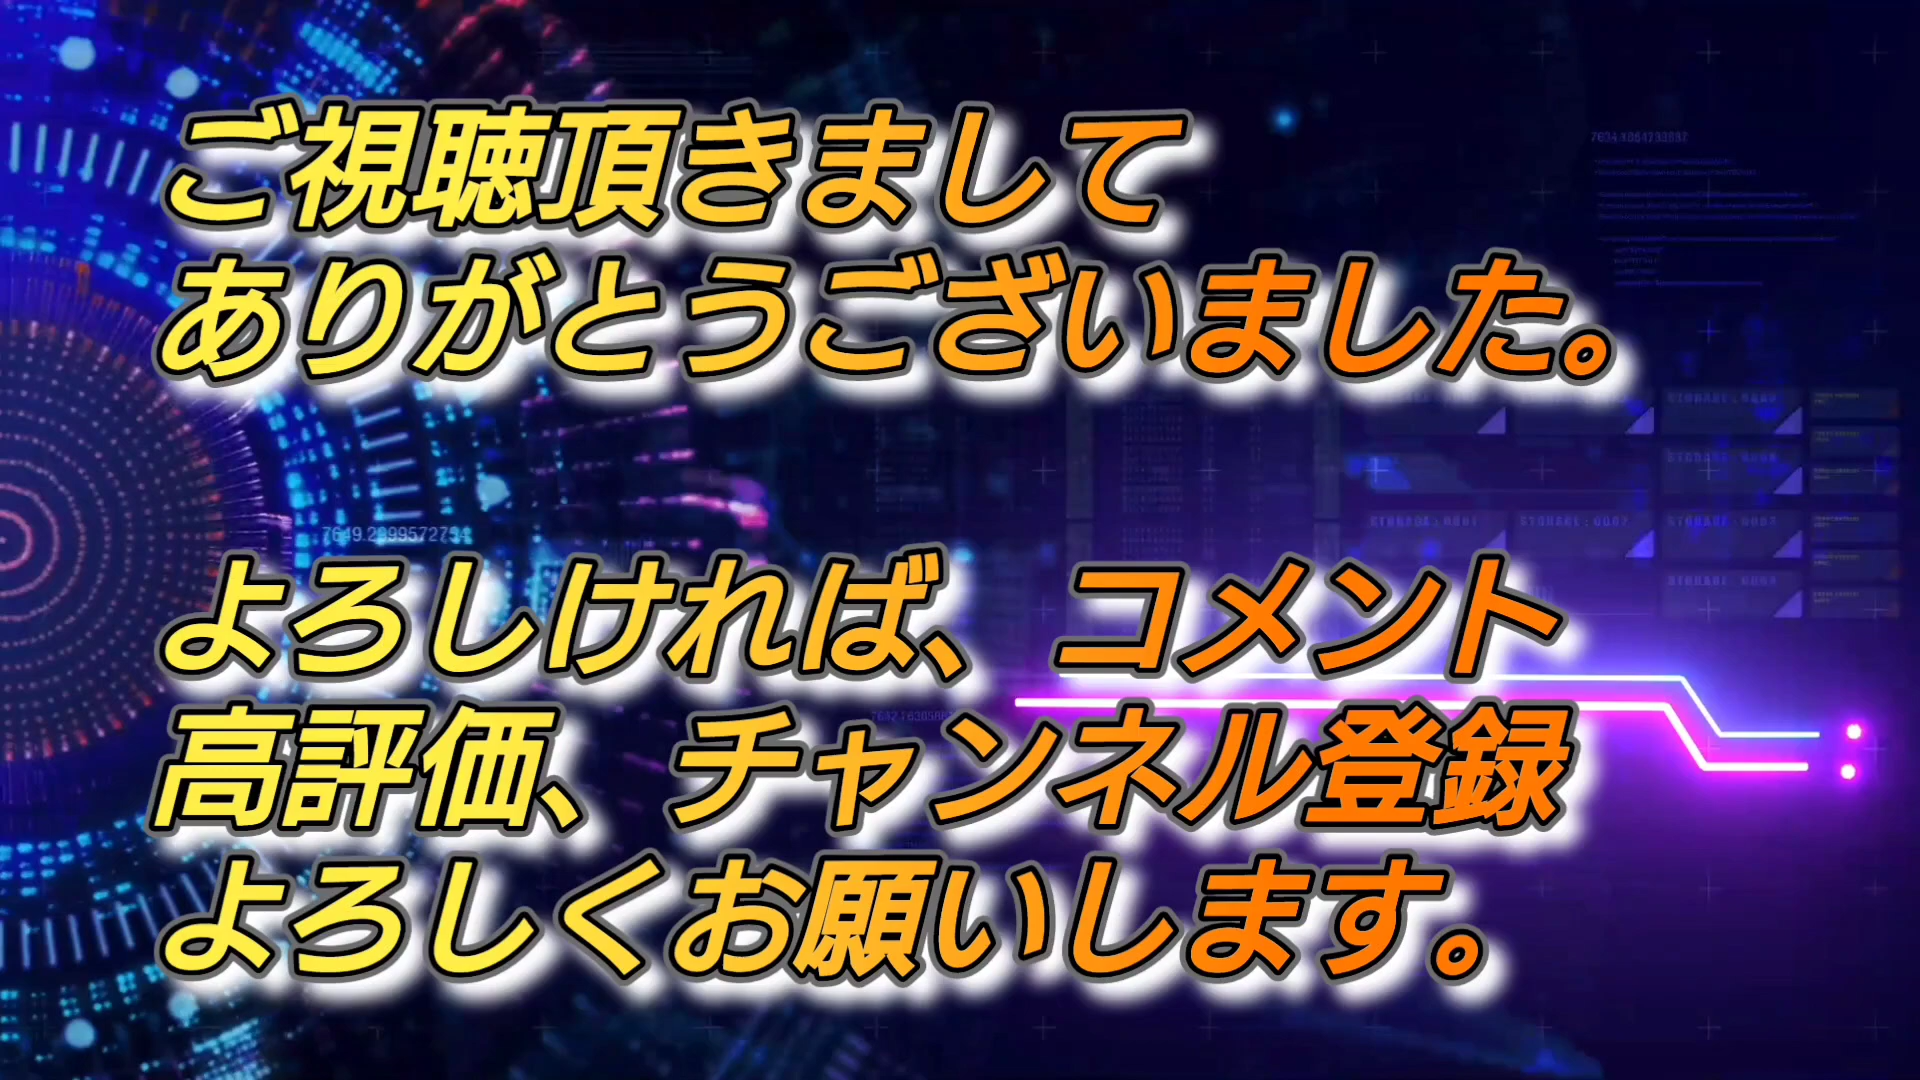 ご視聴頂きまして
ありがとうございました。
よろしければ、コメント
高評価、チャンネル登録
よろしくお願いします。
7649.2999572754